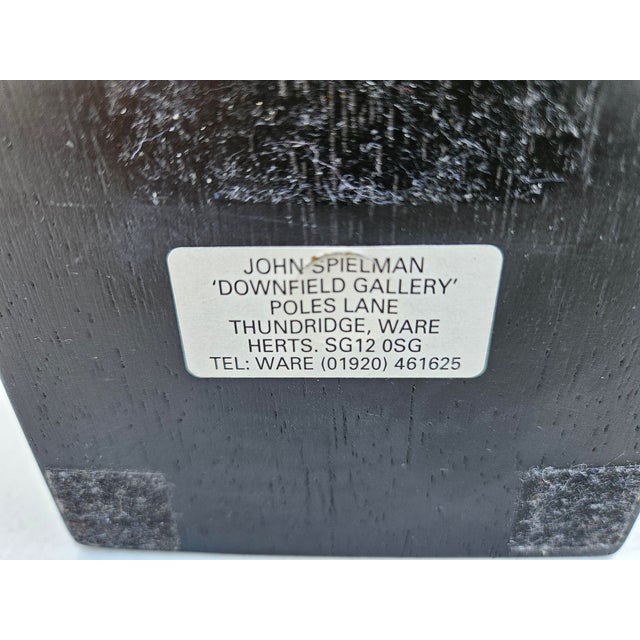 JOHN SPIELMAN
'DOWNFIELD GALLERY'
POLES LANE
THUNDRIDGE, WARE
HERTS. SG12 0SG
TEL: WARE (01920) 461625